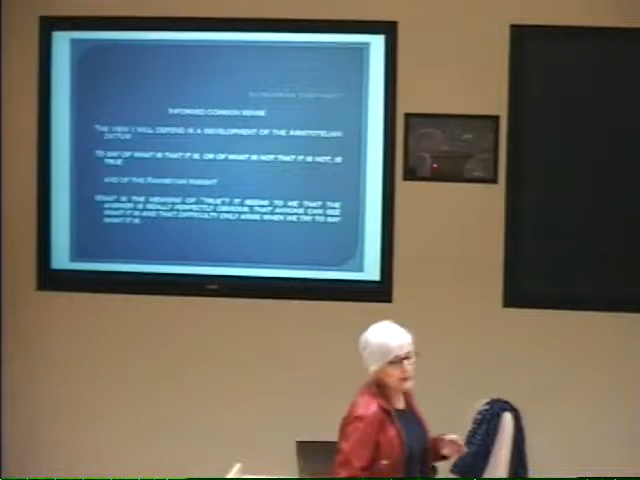 INFORMED COMMON SENSE
THE VIEW I WILL DEFEND IS A DEVELOPMENT OF THE ARISTOTELIAN
DICTUM
TO SAY OF WHAT IS THAT IT IS, OR OF WHAT IS NOT THAT IT IS NOT, IS
TRUE
AND OF THE RAMSEYAN INSIGHT
WHAT IS THE MEANING OF "TRUE"? IT SEEMS TO ME THAT THE
ANSWER IS REALLY PERFECTLY OBVIOUS, THAT ANYONE CAN SEE
WHAT IT IS AND THAT DIFFICULTY ONLY ARISE WHEN WE TRY TO SAY
WHAT IT IS